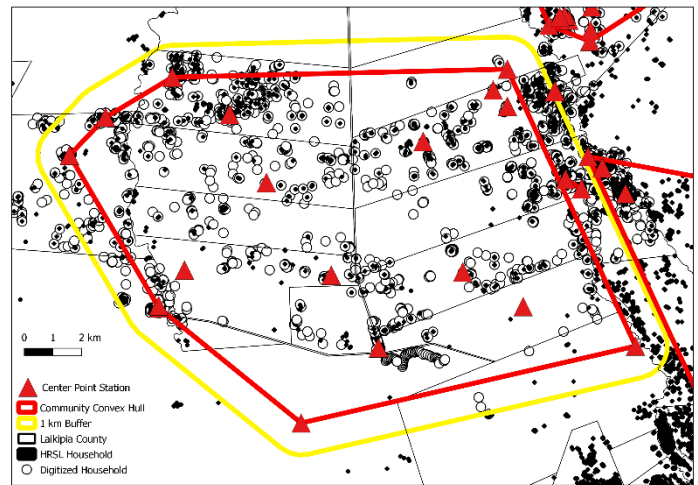 0 1 2 km
Center Point Station
Community Convex Hull
1 km Buffer
Laikipia County
HRSL Household
Digitized Household